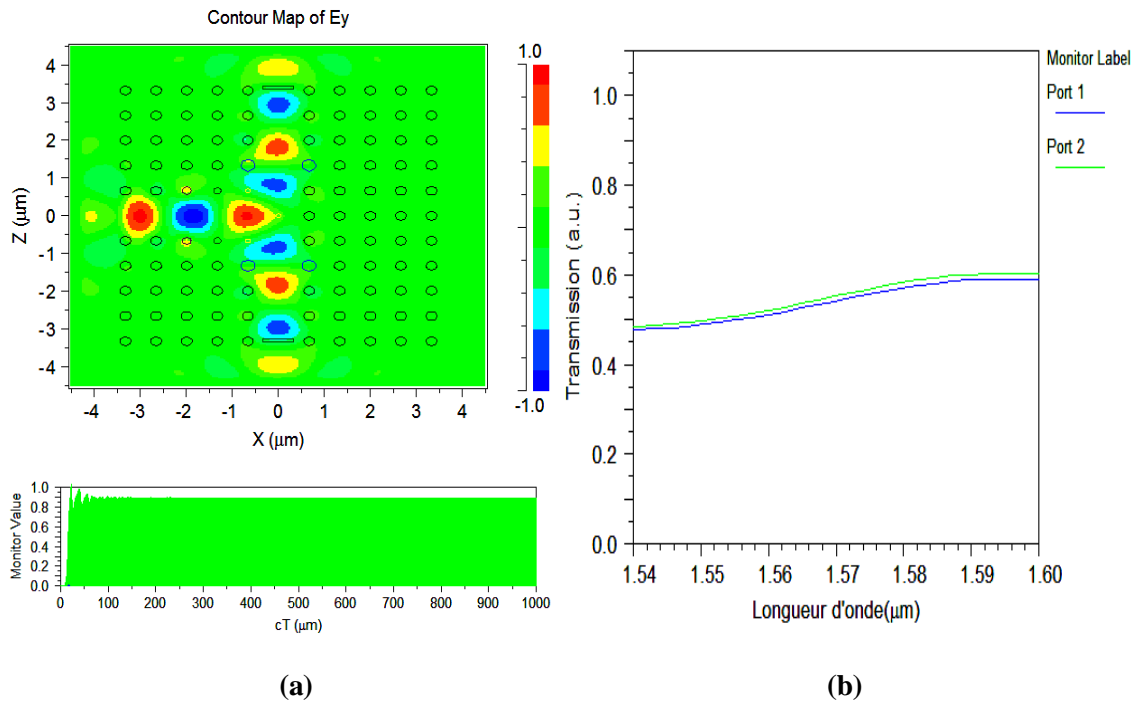 Contour Map of Ey
1.0
-1.0
Z (μm)
4
3
2
1
0
-1
-2
-3
-4
-4 -3 -2 -1 0 1 2 3 4
X (μm)
Monitor Value
1.0
0.8
0.6
0.4
0.2
0.0
0 100 200 300 400 500 600 700 800 900 1000
cT (μm)
(a)
Transmission (a.u.)
1.0
0.8
0.6
0.4
0.2
0.0
1.54 1.55 1.56 1.57 1.58 1.59 1.60
Longueur d'onde(μm)
Monitor Label
Port 1
Port 2
(b)